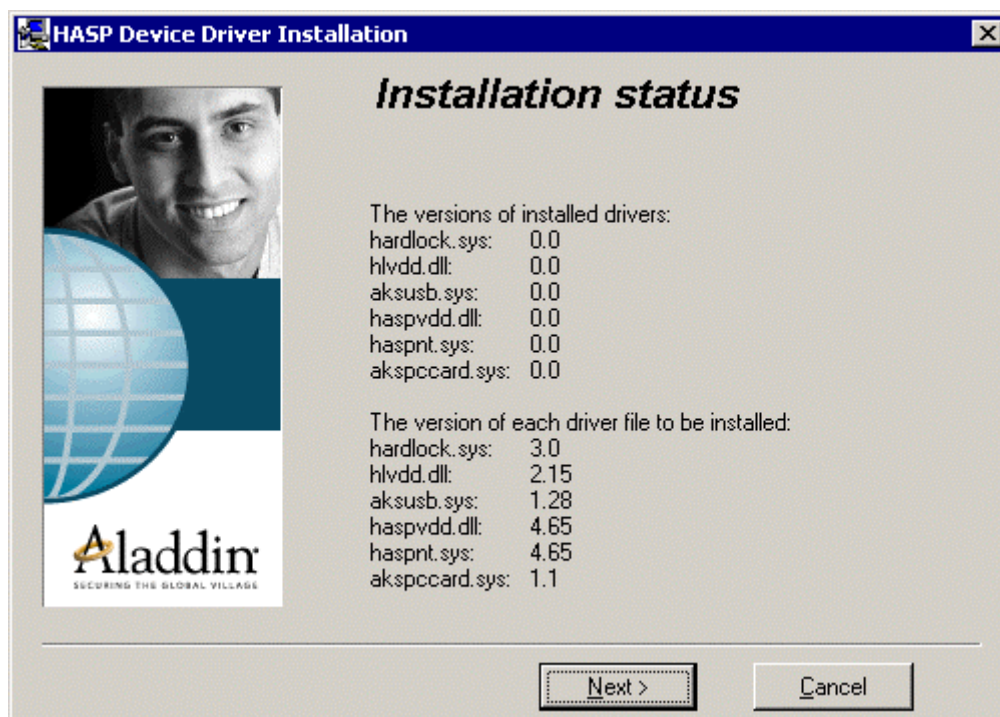 HASP Device Driver Installation
Installation status
The versions of installed drivers:
hardlock.sys: 0.0
hlvdd.dll: 0.0
aksusb.sys: 0.0
haspvdd.dll: 0.0
haspnt.sys: 0.0
akspccard.sys: 0.0
The version of each driver file to be installed:
hardlock.sys: 3.0
hlvdd.dll: 2.15
aksusb.sys: 1.28
haspvdd.dll: 4.65
haspnt.sys: 4.65
akspccard.sys: 1.1
Aladdin
SECURING THE GLOBAL VILLAGE
Next >
Cancel